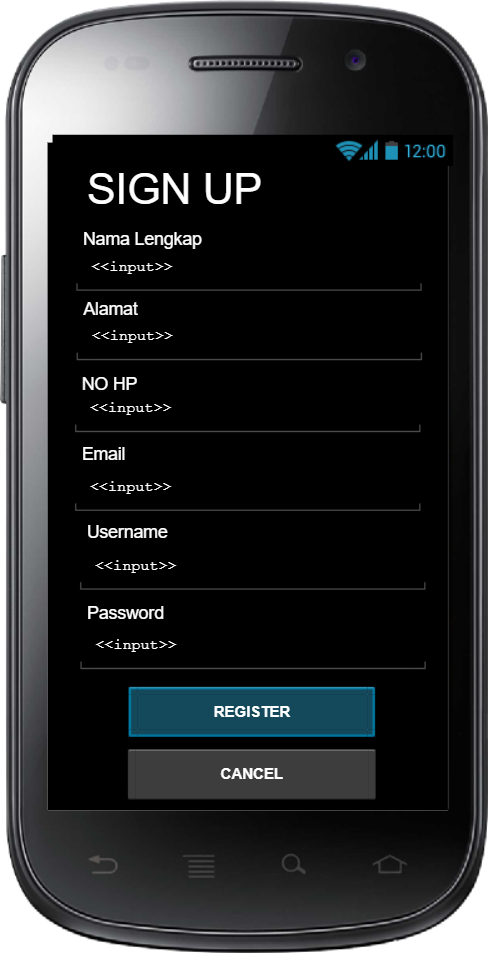 12:00
SIGN UP
Nama Lengkap
<<input>>
Alamat
<<input>>
NO HP
<<input>>
Email
<<input>>
Username
<<input>>
Password
<<input>>
REGISTER
CANCEL